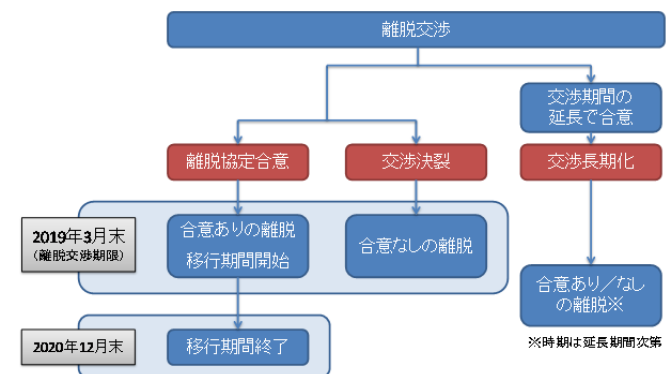 離脱交渉
交渉期間の
延長で合意
離脱協定合意
交渉決裂
交渉長期化
2019年3月末
(離脱交渉期限)
合意ありの離脱
移行期間開始
合意なしの離脱
合意あり/なし
の離脱※
※時期は延長期間次第
2020年12月末
移行期間終了